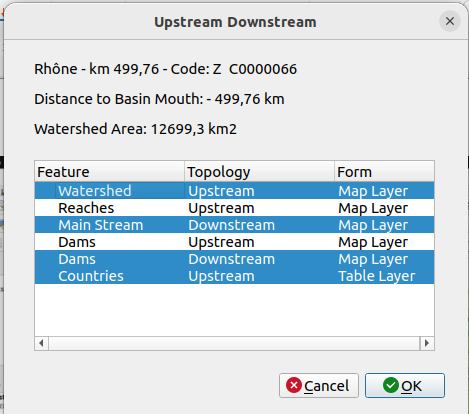 Upstream Downstream
Rhône - km 499,76 - Code: Z  C0000066
Distance to Basin Mouth: - 499,76 km
Watershed Area: 12699,3 km2
Feature Topology Form
Watershed Upstream Map Layer
Reaches Upstream Map Layer
Main Stream Downstream Map Layer
Dams Upstream Map Layer
Dams Downstream Map Layer
Countries Upstream Table Layer
Cancel OK